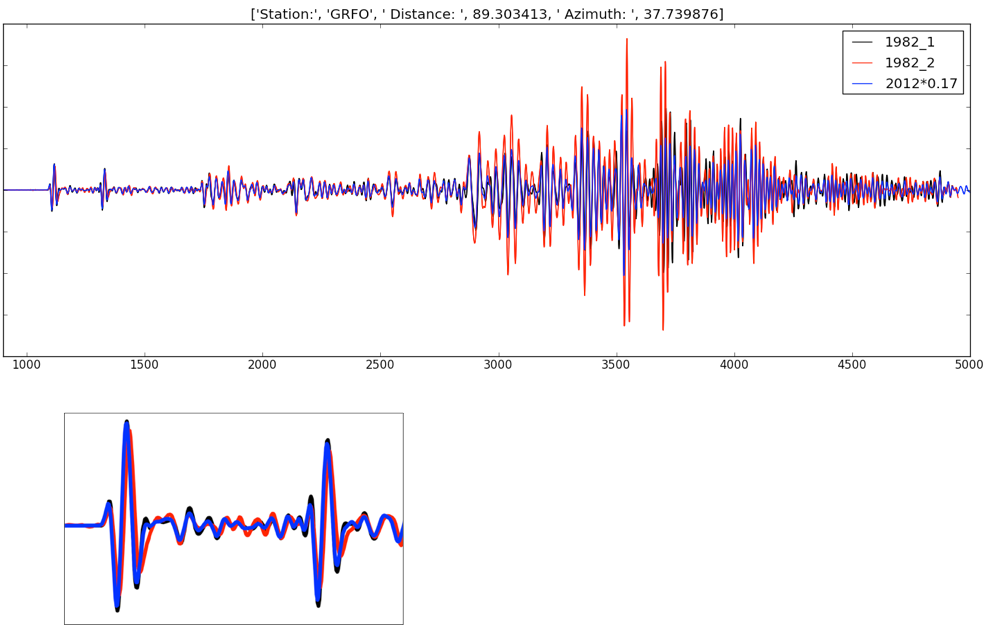 ['Station:', 'GRFO', ' Distance: ', 89.303413, ' Azimuth: ', 37.739876]
1982_1
1982_2
2012*0.17
1000 1500 2000 2500 3000 3500 4000 4500 5000